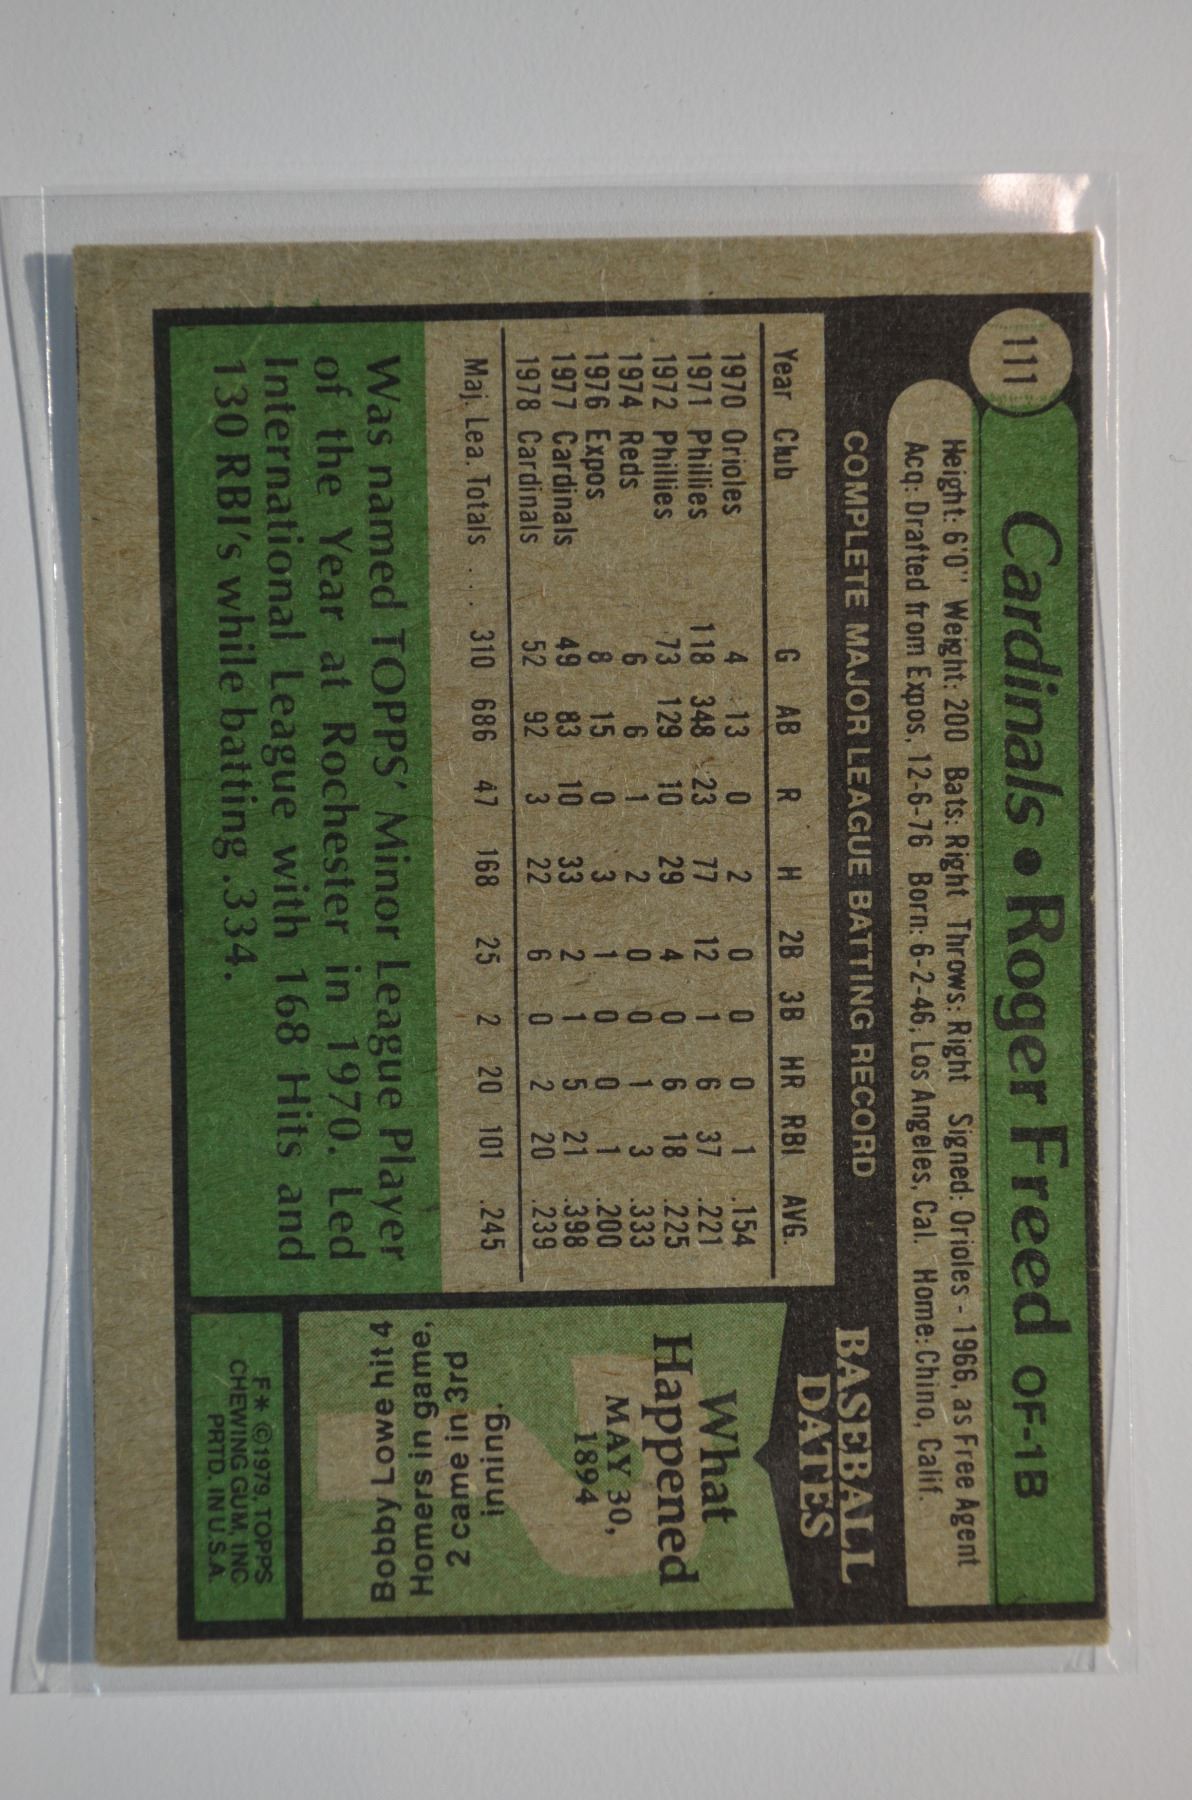 111
Cardinals • Roger Freed OF-1B
Height: 6'0" Weight: 200 Bats: Right Throws: Right Signed: Orioles - 1966, as Free Agent
Acq: Drafted from Expos, 12-6-76 Born: 6-2-46, Los Angeles, Cal. Home: Chino, Calif.
COMPLETE MAJOR LEAGUE BATTING RECORD
Year Club G AB R H 2B 3B HR RBI AVG.
1970 Orioles 4 13 0 2 0 0 0 1 .154
1971 Phillies 118 348 23 77 12 1 6 37 .221
1972 Phillies 73 129 10 29 4 0 6 18 .225
1974 Reds 6 6 1 2 0 0 1 3 .333
1976 Expos 8 15 0 3 1 0 0 1 .200
1977 Cardinals 49 83 10 33 2 1 5 21 .398
1978 Cardinals 52 92 3 22 6 0 2 20 .239
Maj. Lea. Totals . . . 310 686 47 168 25 2 20 101 .245
Was named TOPPS' Minor League Player
of the Year at Rochester in 1970. Led
International League with 168 Hits and
130 RBI's while batting .334.
BASEBALL
DATES
What
Happened
MAY 30,
1894
?
Bobby Lowe hit 4
Homers in game,
2 came in 3rd
inning.
F* ©1979, TOPPS
CHEWING GUM, INC
PRTD. IN U.S.A.